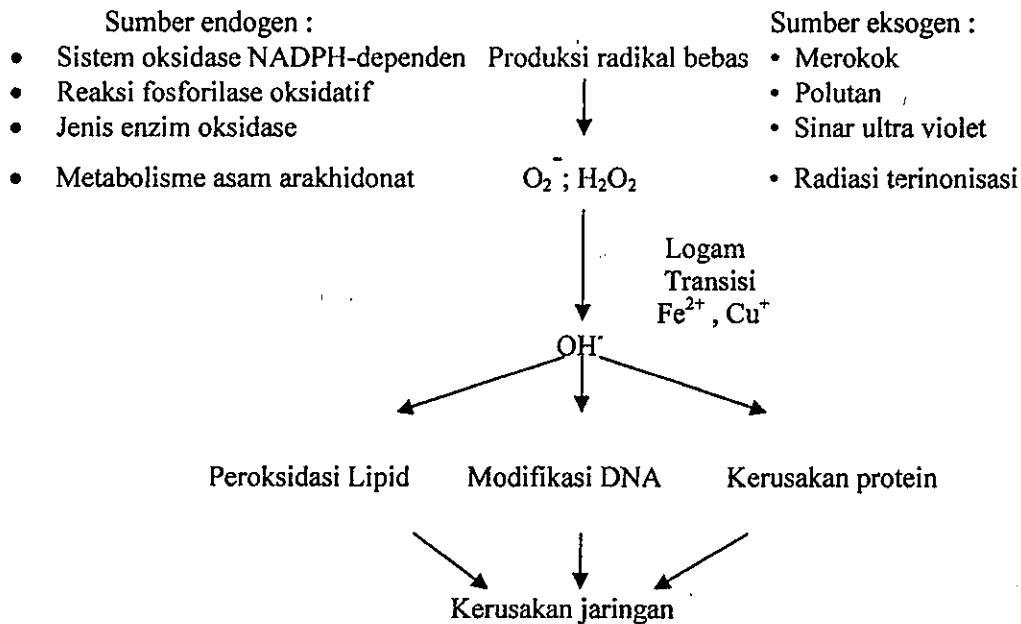 Sumber endogen :
• Sistem oksidase NADPH-dependen
• Reaksi fosforilase oksidatif
• Jenis enzim oksidase
• Metabolisme asam arakhidonat
Produksi radikal bebas
Sumber eksogen :
• Merokok
• Polutan
• Sinar ultra violet
• Radiasi terinonisasi
O₂⁻; H₂O₂
Logam
Transisi
Fe²⁺ , Cu⁺
OH⁻
Peroksidasi Lipid
Modifikasi DNA
Kerusakan protein
Kerusakan jaringan